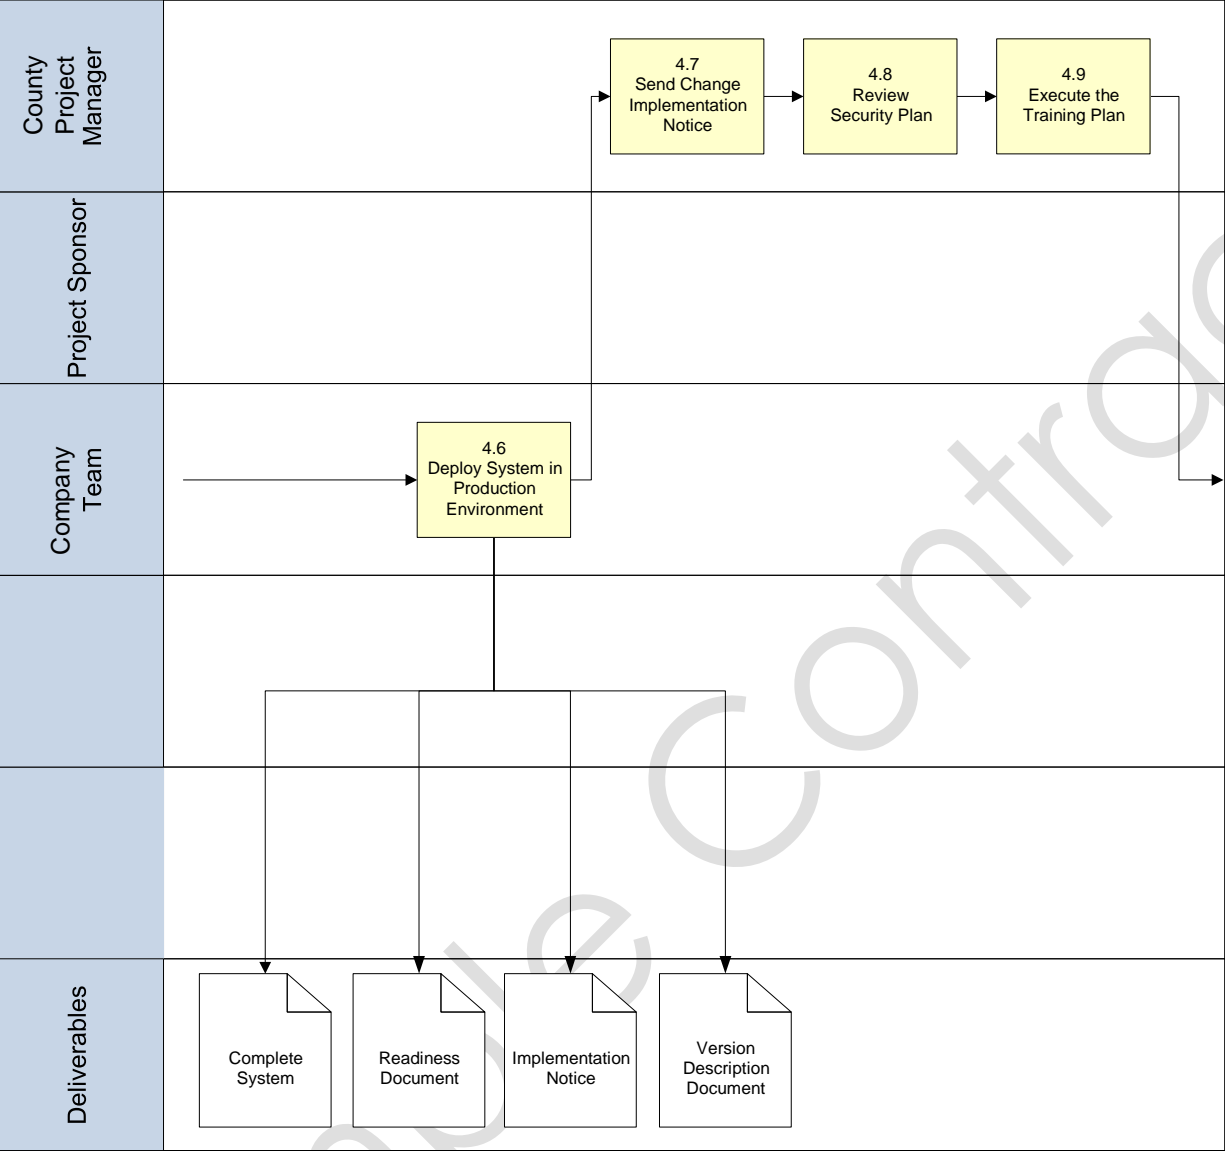 County
Project
Manager
4.7
Send Change
Implementation
Notice
4.8
Review
Security Plan
4.9
Execute the
Training Plan
Project Sponsor
Company
Team
4.6
Deploy System in
Production
Environment
Deliverables
Complete
System
Readiness
Document
Implementation
Notice
Version
Description
Document